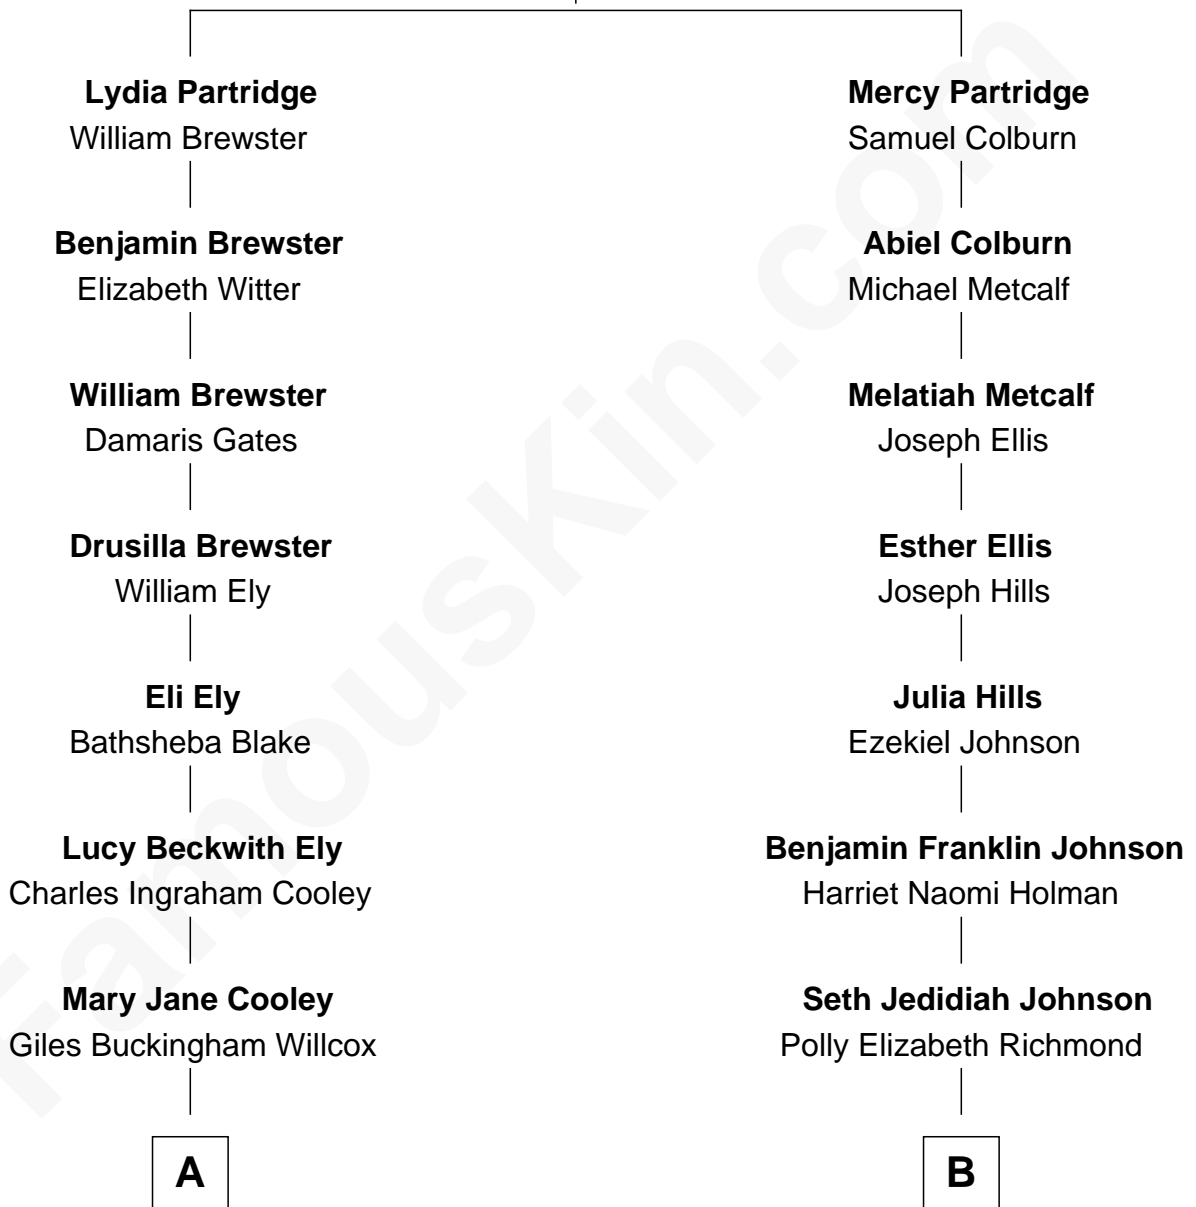 Lydia Partridge
William Brewster
Benjamin Brewster
Elizabeth Witter
William Brewster
Damaris Gates
Drusilla Brewster
William Ely
Eli Ely
Bathsheba Blake
Lucy Beckwith Ely
Charles Ingraham Cooley
Mary Jane Cooley
Giles Buckingham Willcox
A
Mercy Partridge
Samuel Colburn
Abiel Colburn
Michael Metcalf
Melatiah Metcalf
Joseph Ellis
Esther Ellis
Joseph Hills
Julia Hills
Ezekiel Johnson
Benjamin Franklin Johnson
Harriet Naomi Holman
Seth Jedidiah Johnson
Polly Elizabeth Richmond
B
FamousKin.com